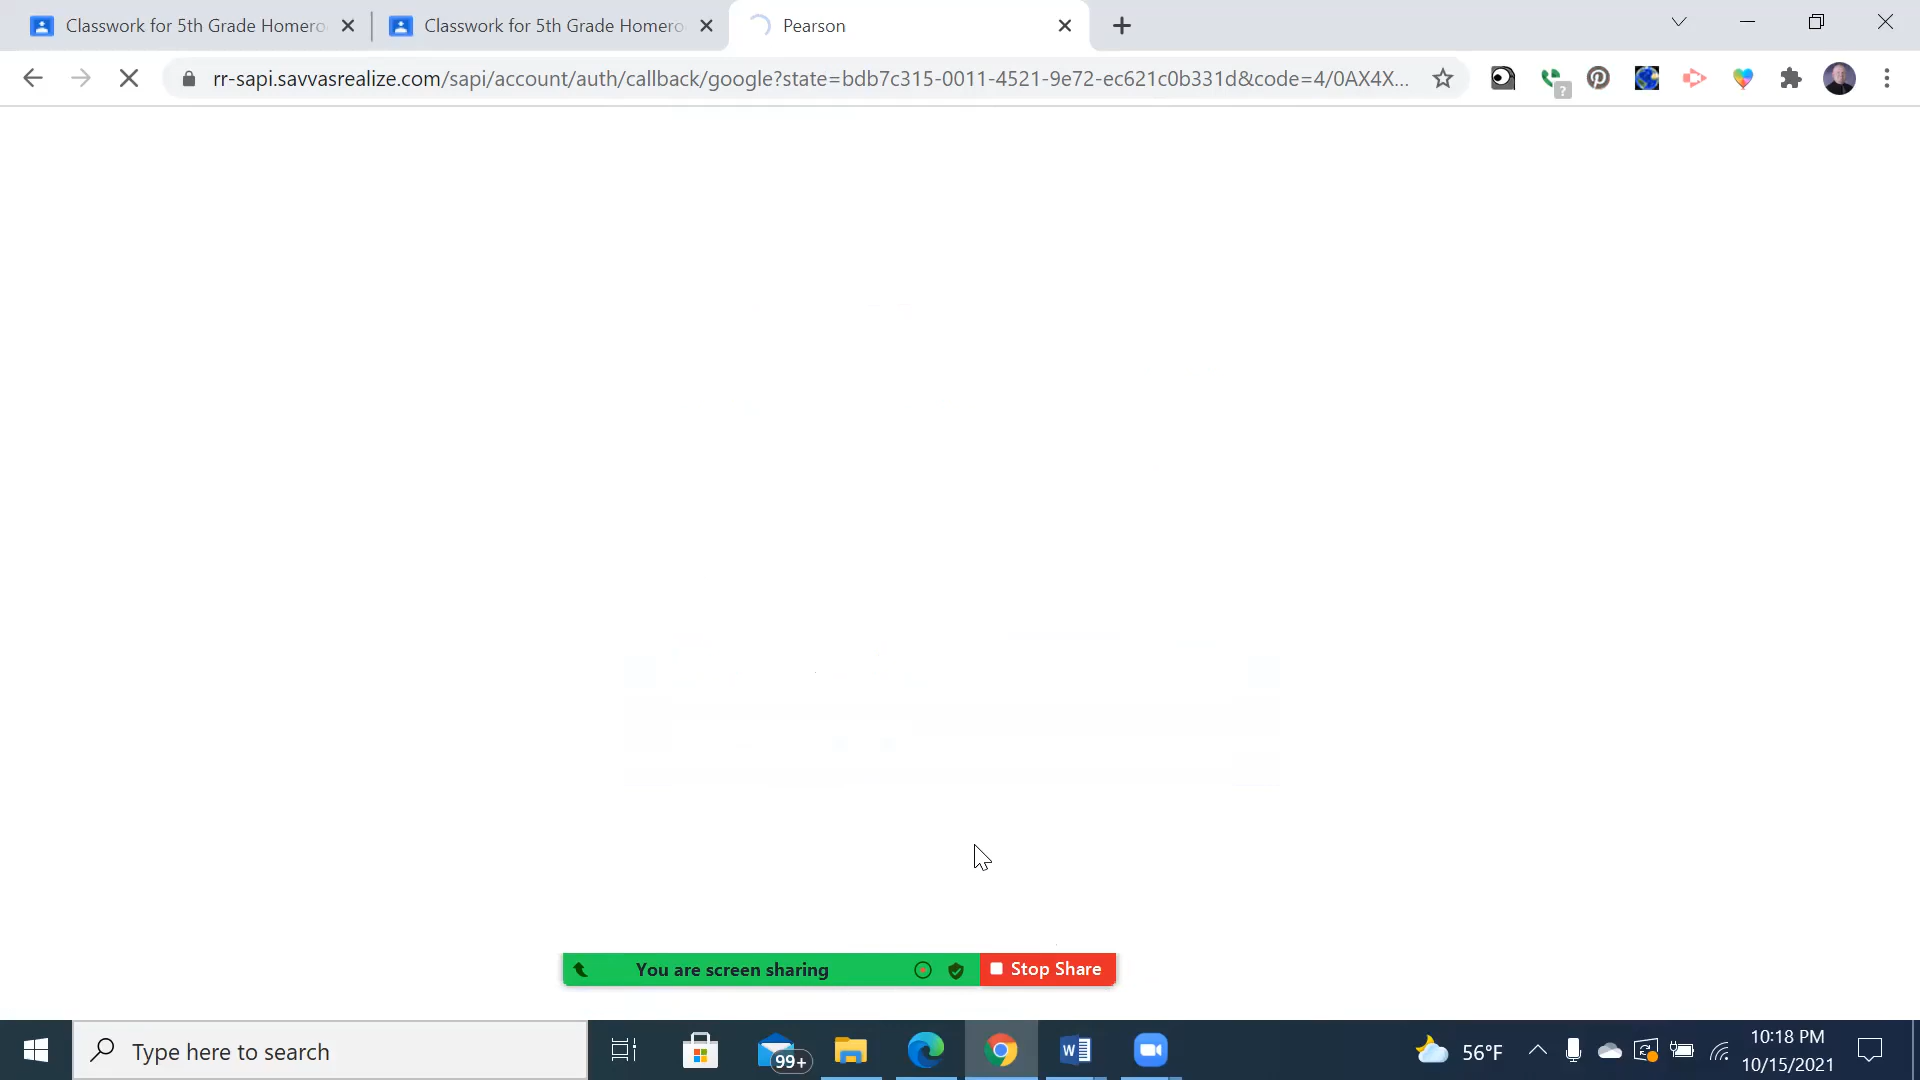 Classwork for 5th Grade Homero
Classwork for 5th Grade Homero
Pearson
rr-sapi.savvasrealize.com/sapi/account/auth/callback/google?state=bdb7c315-0011-4521-9e72-ec621c0b331d&code=4/0AX4X...
?
You are screen sharing
Stop Share
Type here to search
99+
W
56°F
10:18 PM
10/15/2021